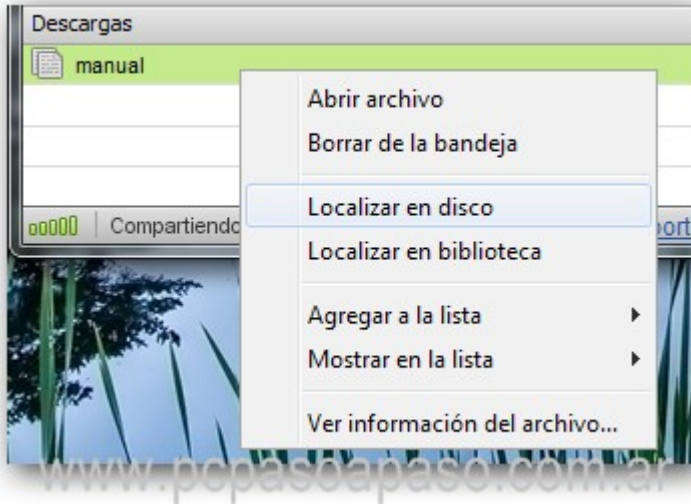 Descargas
manual
Abrir archivo
Borrar de la bandeja
Localizar en disco
Compartiendo
Localizar en biblioteca
Agregar a la lista
Mostrar en la lista
Ver información del archivo...
www.pcpasoapaso.com.ar